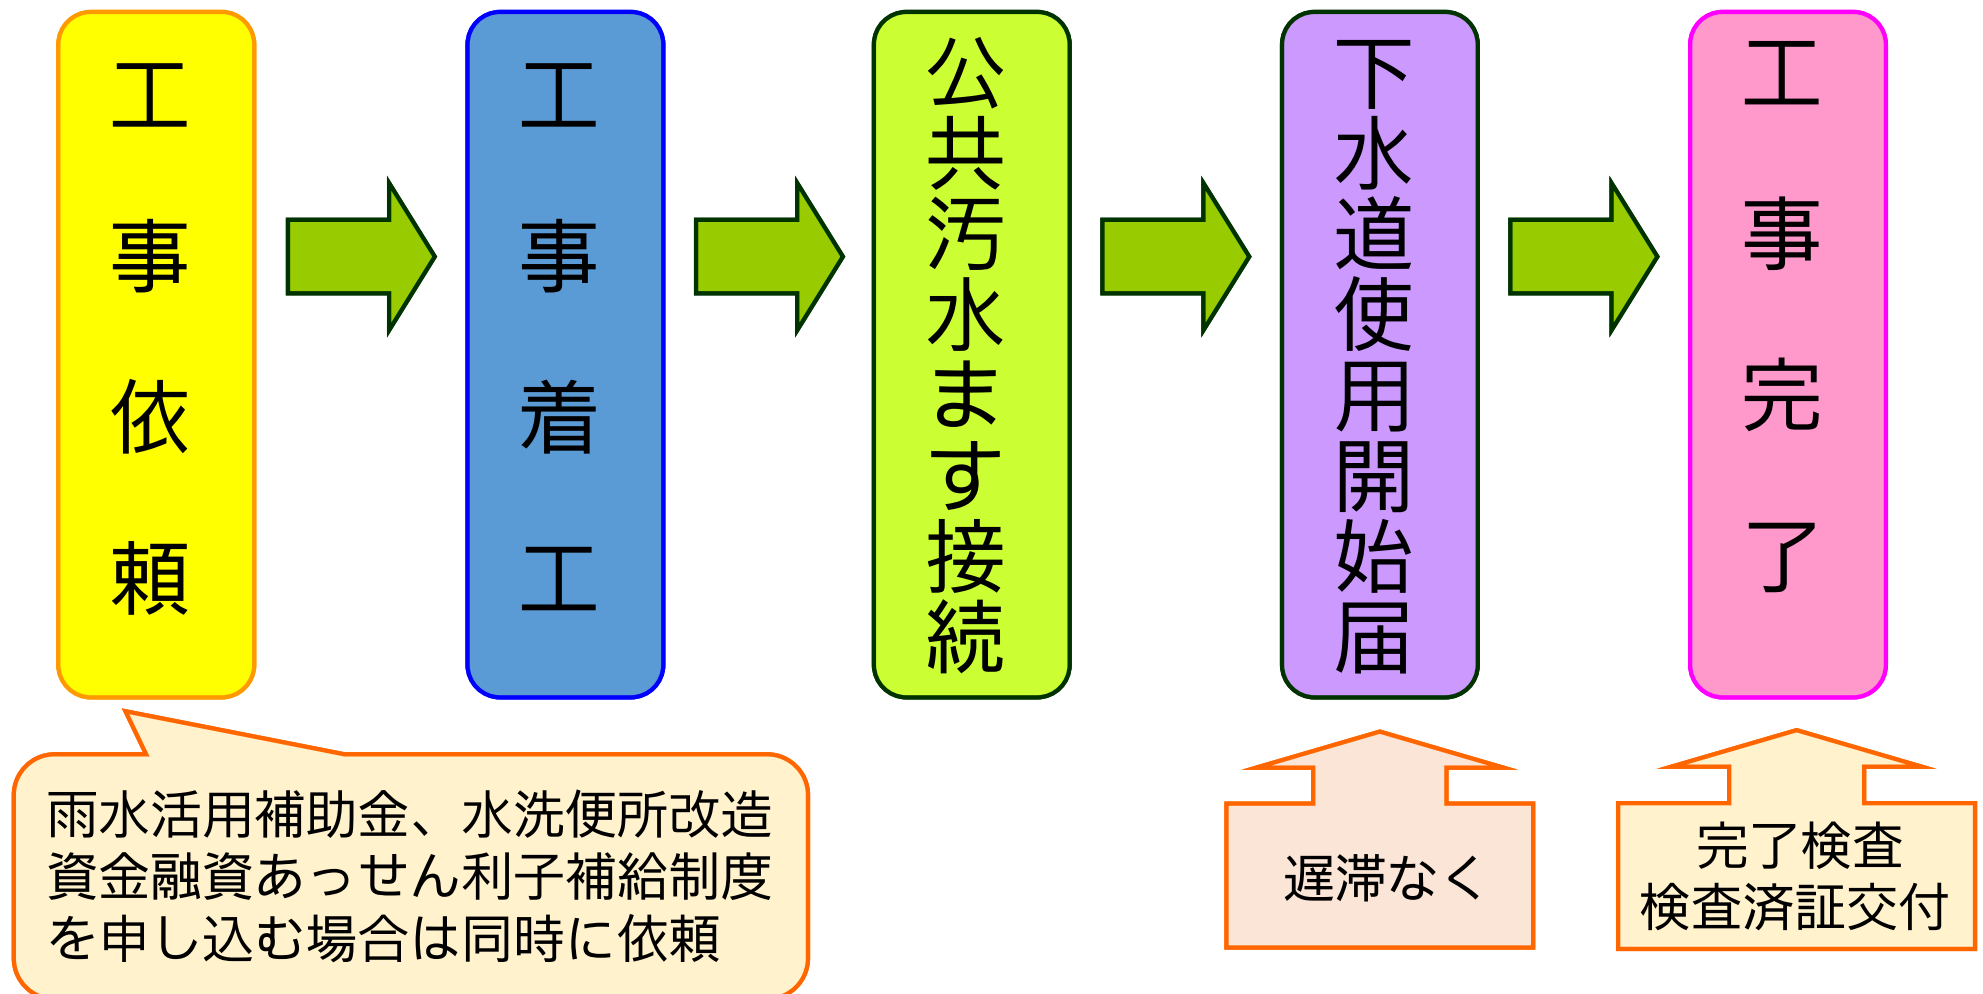 工事依頼
工事着工
公共汚水ます接続
下水道使用開始届
工事完了
雨水活用補助金、水洗便所改造
資金融資あっせん利子補給制度
を申し込む場合は同時に依頼
遅滞なく
完了検査
検査済証交付